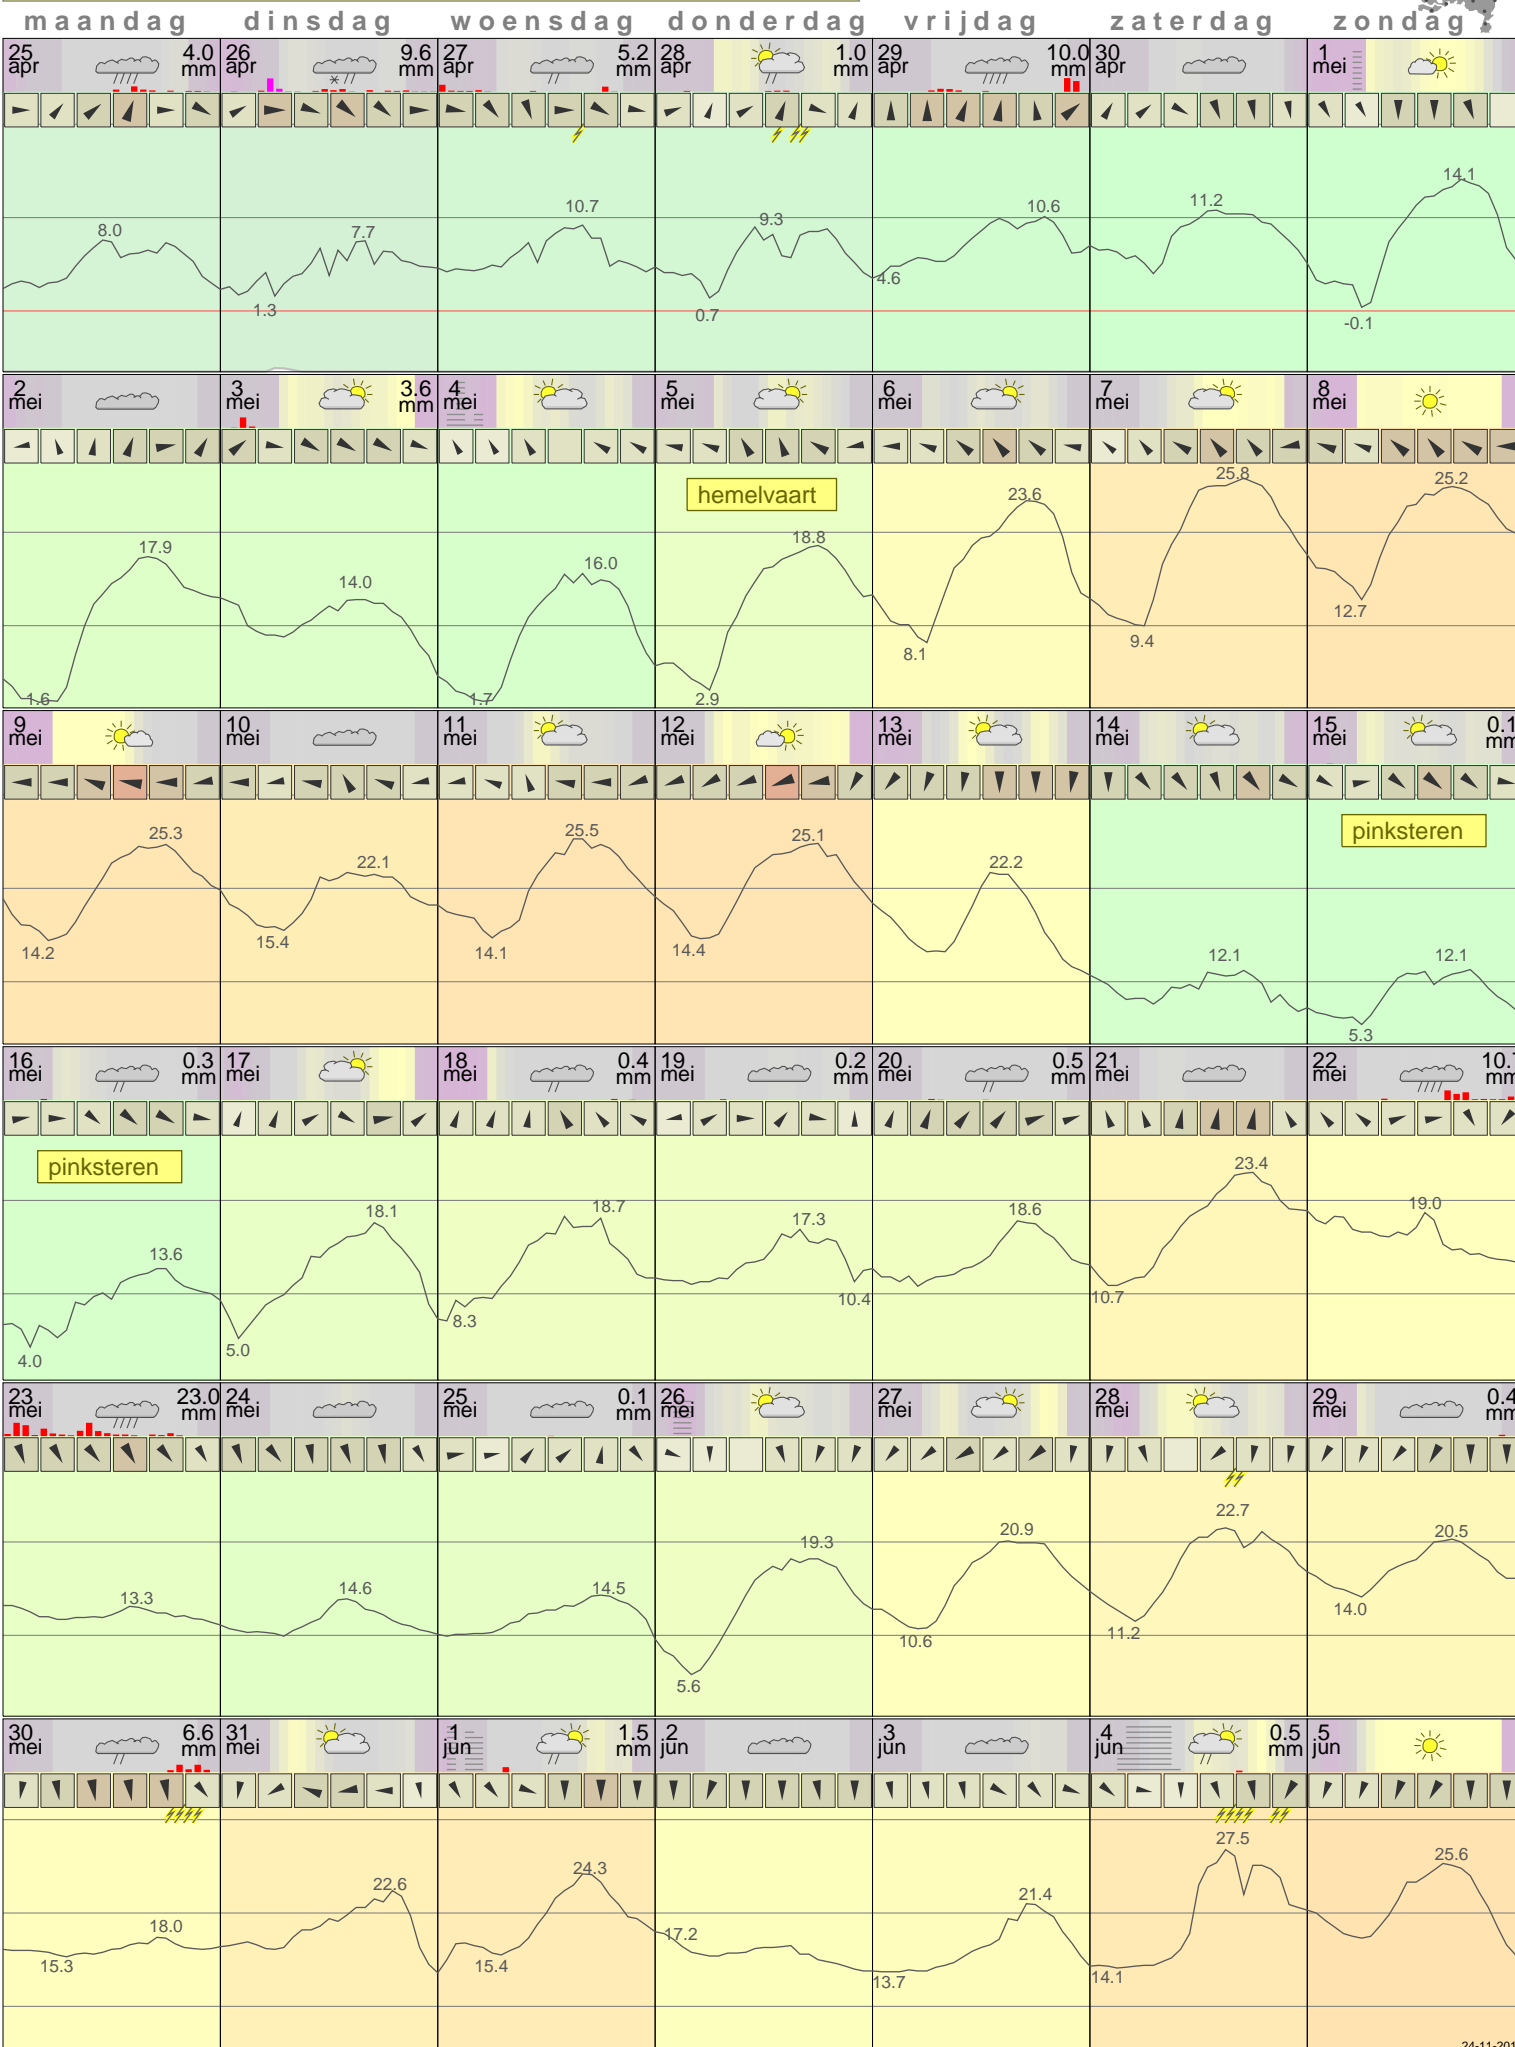 maandag dinsdag woensdag donderdag vrijdag zaterdag zondag
25 apr 4.0 mm 26 apr 9.6 mm 27 apr 5.2 mm 28 apr 1.0 mm 29 apr 10.0 mm 30 apr 1 mei
8.0 1.3 7.7 10.7 0.7 9.3 4.6 10.6 11.2 -0.1 14.1
2 mei 3 mei 3.6 mm 4 mei 5 mei 6 mei 7 mei 8 mei
hemelvaart
1.6 17.9 14.0 1.7 16.0 2.9 18.8 8.1 23.6 9.4 25.8 12.7 25.2
9 mei 10 mei 11 mei 12 mei 13 mei 14 mei 15 mei 0.1 mm
pinksteren
14.2 25.3 15.4 22.1 14.1 25.5 14.4 25.1 22.2 12.1 5.3 12.1
16 mei 0.3 mm 17 mei 18 mei 0.4 mm 19 mei 0.2 mm 20 mei 0.5 mm 21 mei 22 mei 10. mm
pinksteren
4.0 13.6 5.0 18.1 8.3 18.7 17.3 10.4 18.6 10.7 23.4 19.0
23 mei 23.0 24 mei 25 mei 0.1 mm 26 mei 27 mei 28 mei 29 mei 0.4 mm
13.3 14.6 14.5 5.6 19.3 10.6 20.9 11.2 22.7 14.0 20.5
30 mei 6.6 mm 31 mei 1 jun 1.5 mm 2 jun 3 jun 4 jun 0.5 mm 5 jun
15.3 18.0 22.6 15.4 24.3 17.2 13.7 21.4 14.1 27.5 25.6